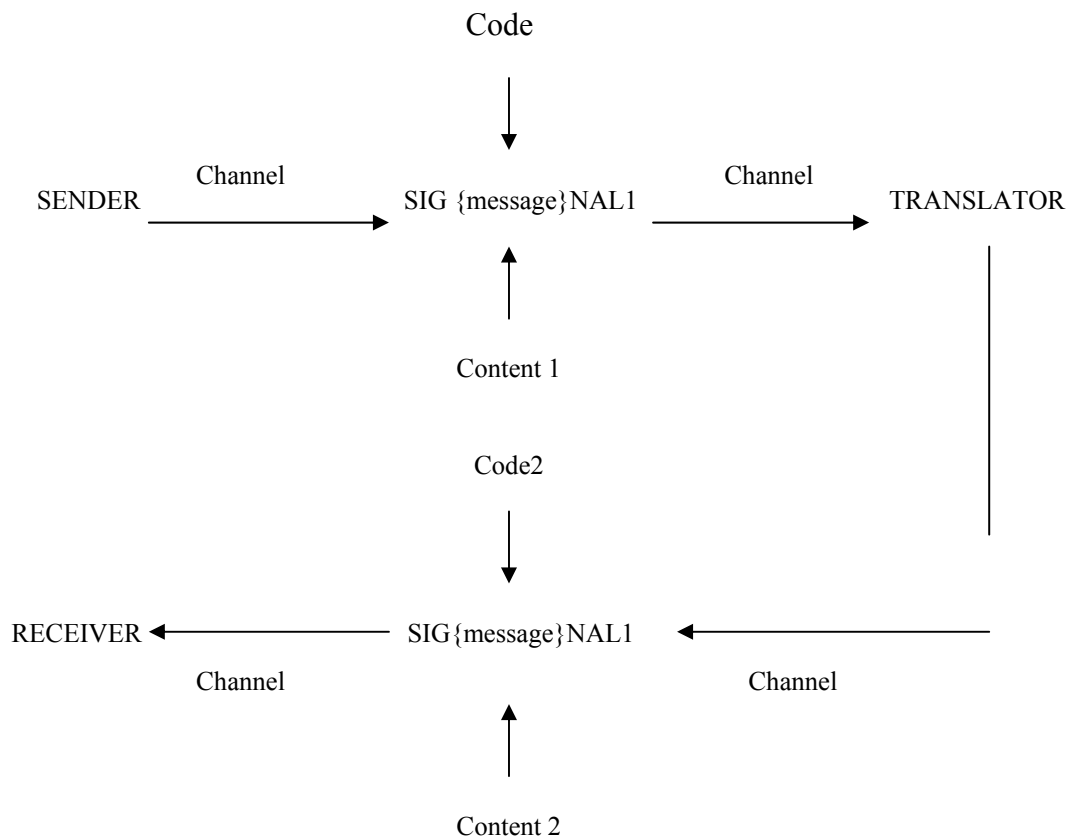 Code
Channel
Channel
SENDER
SIG {message}NAL1
TRANSLATOR
Content 1
Code2
RECEIVER
SIG{message}NAL1
Channel
Channel
Content 2